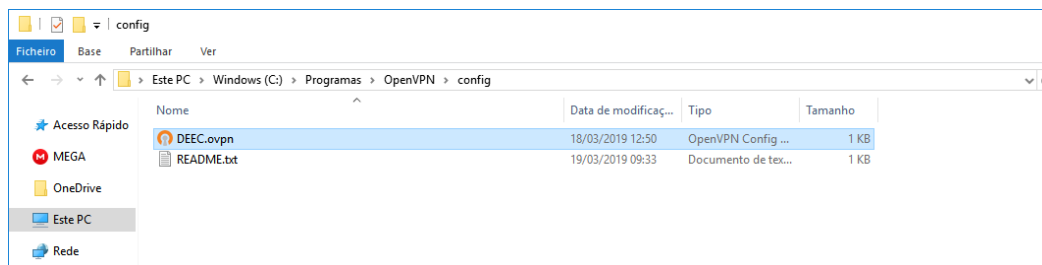 config
Ficheiro Base Partilhar Ver
Este PC > Windows (C:) > Programas > OpenVPN > config
Nome Data de modificaç... Tipo Tamanho
Acesso Rápido
DEEC.ovpn 18/03/2019 12:50 OpenVPN Config ... 1 KB
MEGA
README.txt 19/03/2019 09:33 Documento de tex... 1 KB
OneDrive
Este PC
Rede